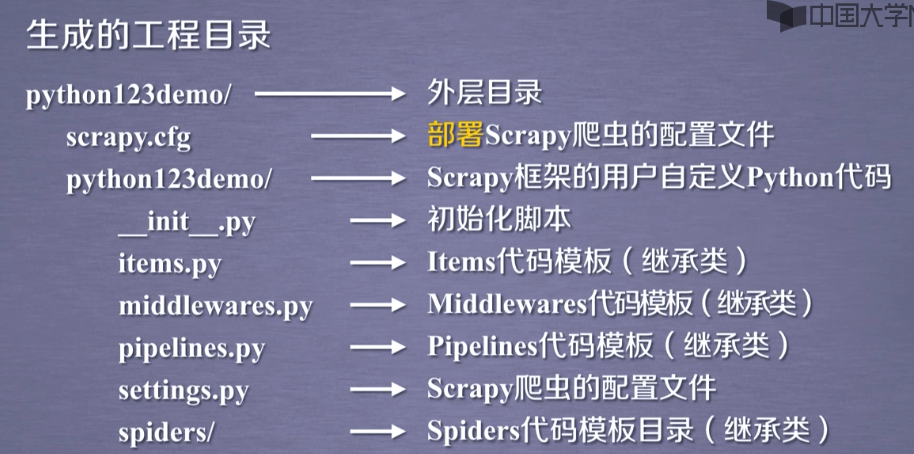 中国大学
生成的工程目录
python123demo/ 外层目录
scrapy.cfg 部署Scrapy爬虫的配置文件
python123demo/ Scrapy框架的用户自定义Python代码
__init__.py 初始化脚本
items.py Items代码模板（继承类）
middlewares.py Middlewares代码模板（继承类）
pipelines.py Pipelines代码模板（继承类）
settings.py Scrapy爬虫的配置文件
spiders/ Spiders代码模板目录（继承类）